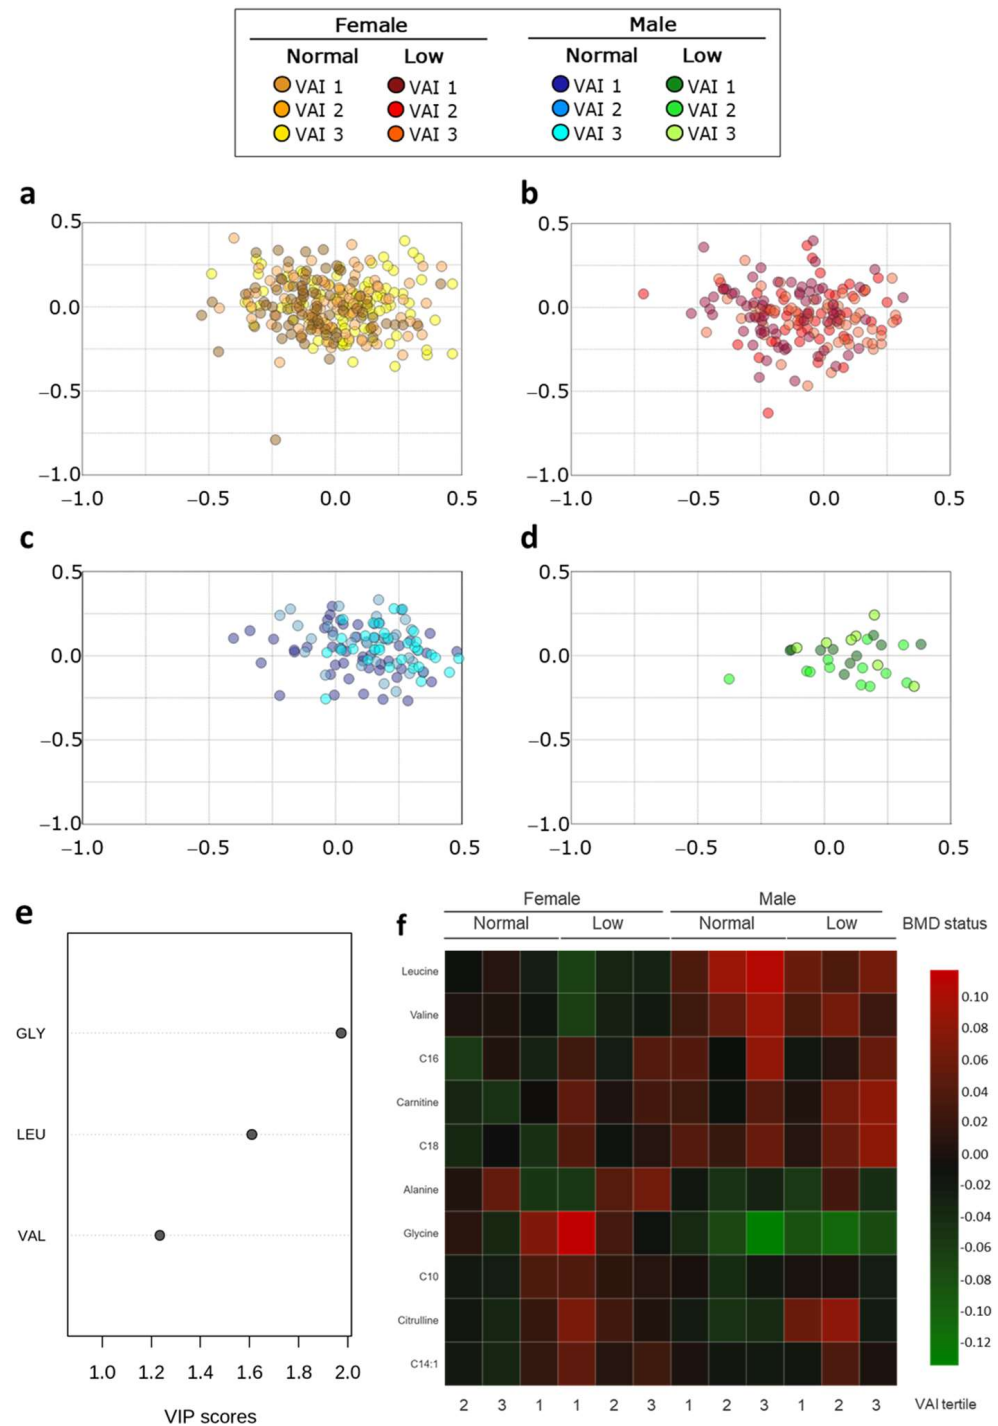 Female Male
Normal Low Normal Low
VAI 1 VAI 1 VAI 1 VAI 1
VAI 2 VAI 2 VAI 2 VAI 2
VAI 3 VAI 3 VAI 3 VAI 3
a b
0.5 0.5
0.0 0.0
−0.5 −0.5
−1.0 −1.0
−1.0 −0.5 0.0 0.5 −1.0 −0.5 0.0 0.5
c d
0.5 0.5
0.0 0.0
−0.5 −0.5
−1.0 −1.0
−1.0 −0.5 0.0 0.5 −1.0 −0.5 0.0 0.5
e
GLY
LEU
VAL
1.0 1.2 1.4 1.6 1.8 2.0
VIP scores
f
Female Male
Normal Low Normal Low BMD status
Leucine
Valine
C16
Carnitine
C18
Alanine
Glycine
C10
Citrulline
C14:1
2 3 1 1 2 3 1 2 3 1 2 3 VAI tertile
0.10
0.08
0.06
0.04
0.02
0.00
-0.02
-0.04
-0.06
-0.08
-0.10
-0.12